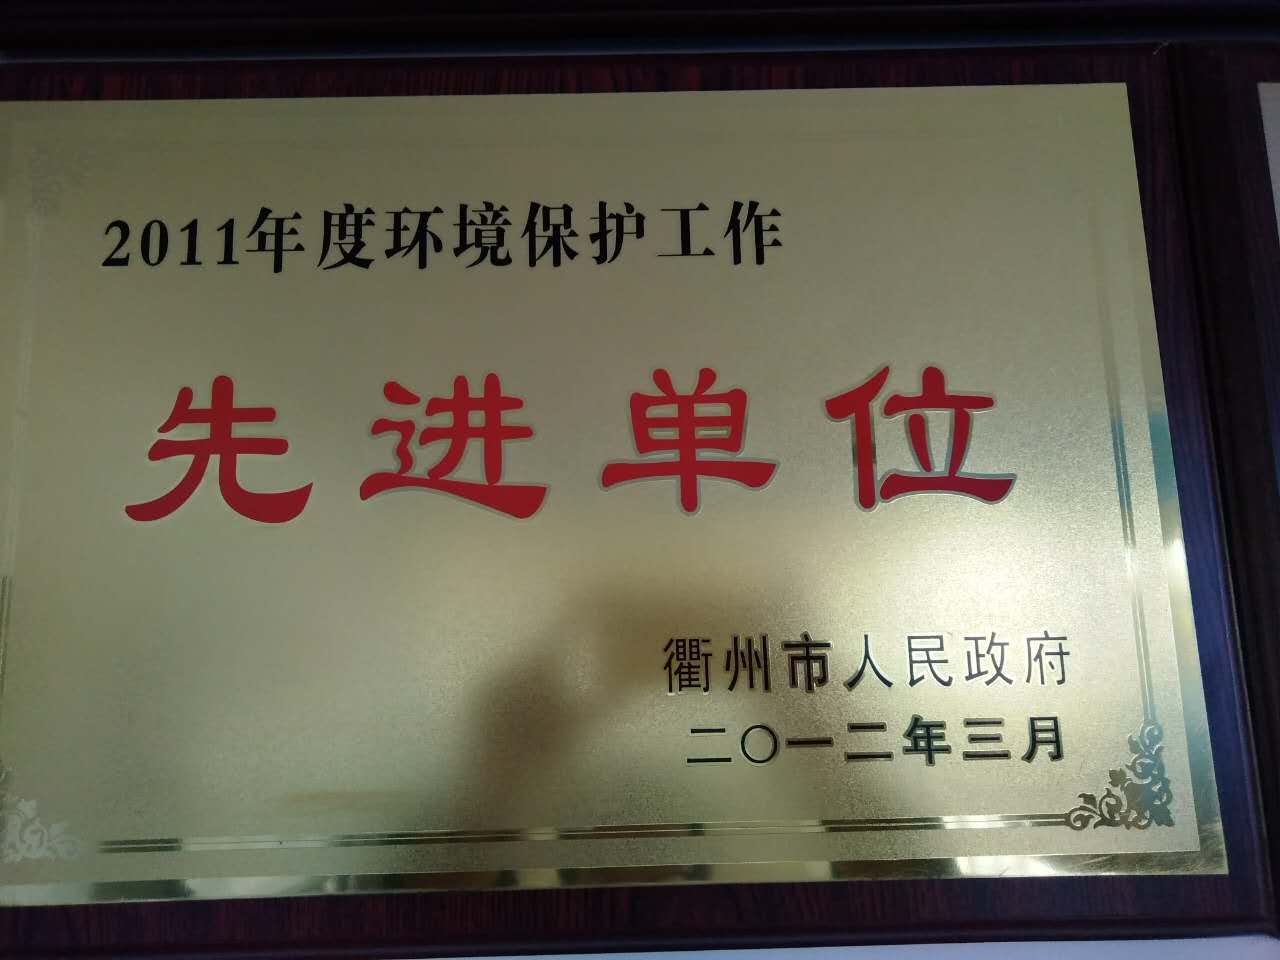 2011年度环境保护工作
先进单位
衢州市人民政府
二〇一二年三月